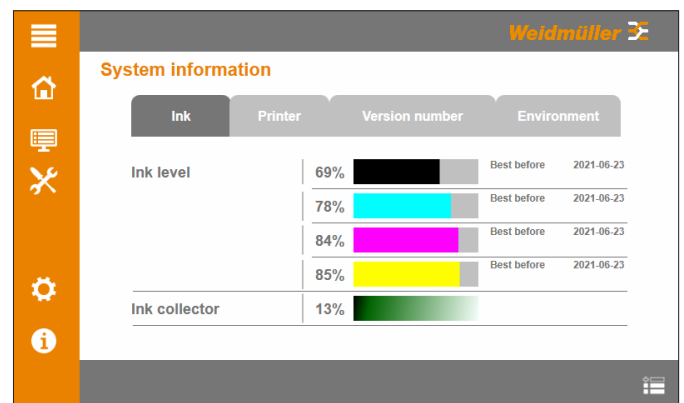 Weidmüller
System information
Ink Printer Version number Environment
Ink level 69% Best before 2021-06-23
78% Best before 2021-06-23
84% Best before 2021-06-23
85% Best before 2021-06-23
Ink collector 13%